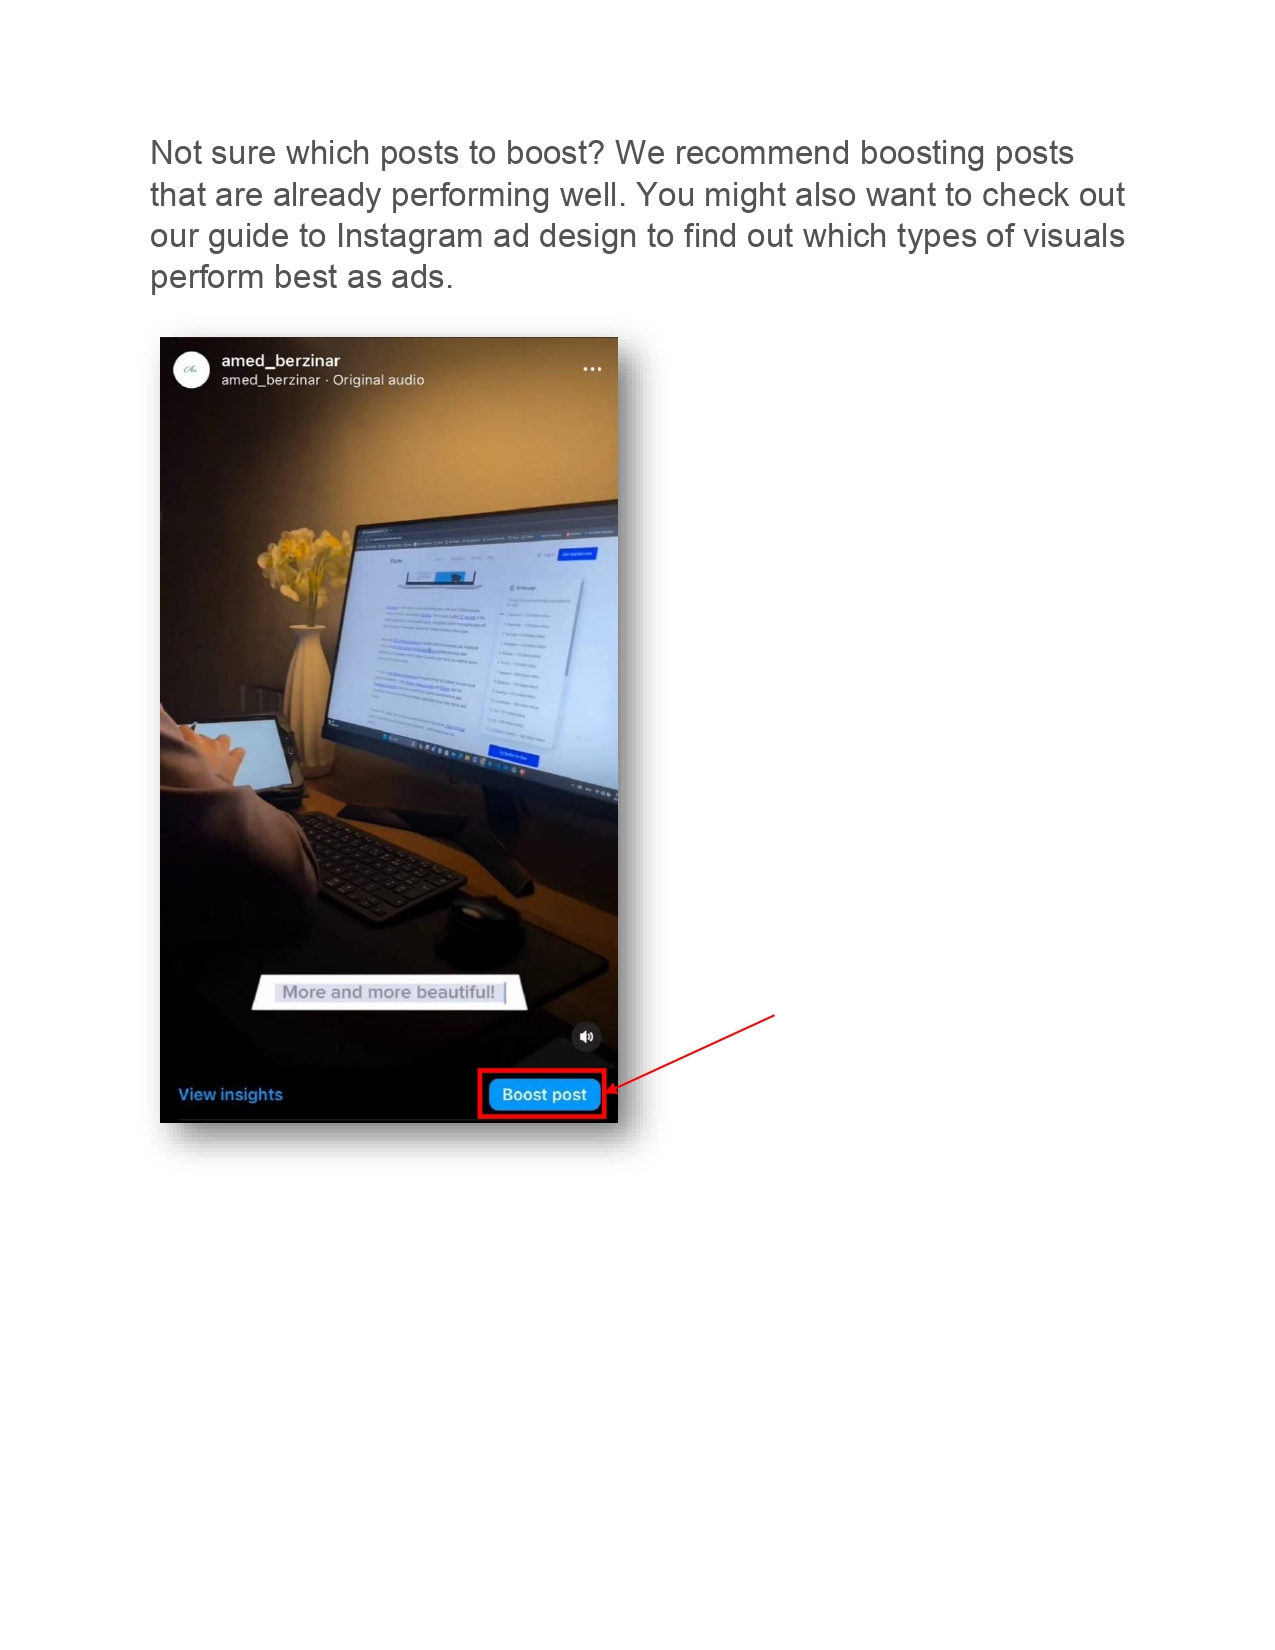 Not sure which posts to boost? We recommend boosting posts
that are already performing well. You might also want to check out
our guide to Instagram ad design to find out which types of visuals
perform best as ads.
amed_berzinar
amed_berzinar · Original audio
More and more beautiful!
View insights
Boost post